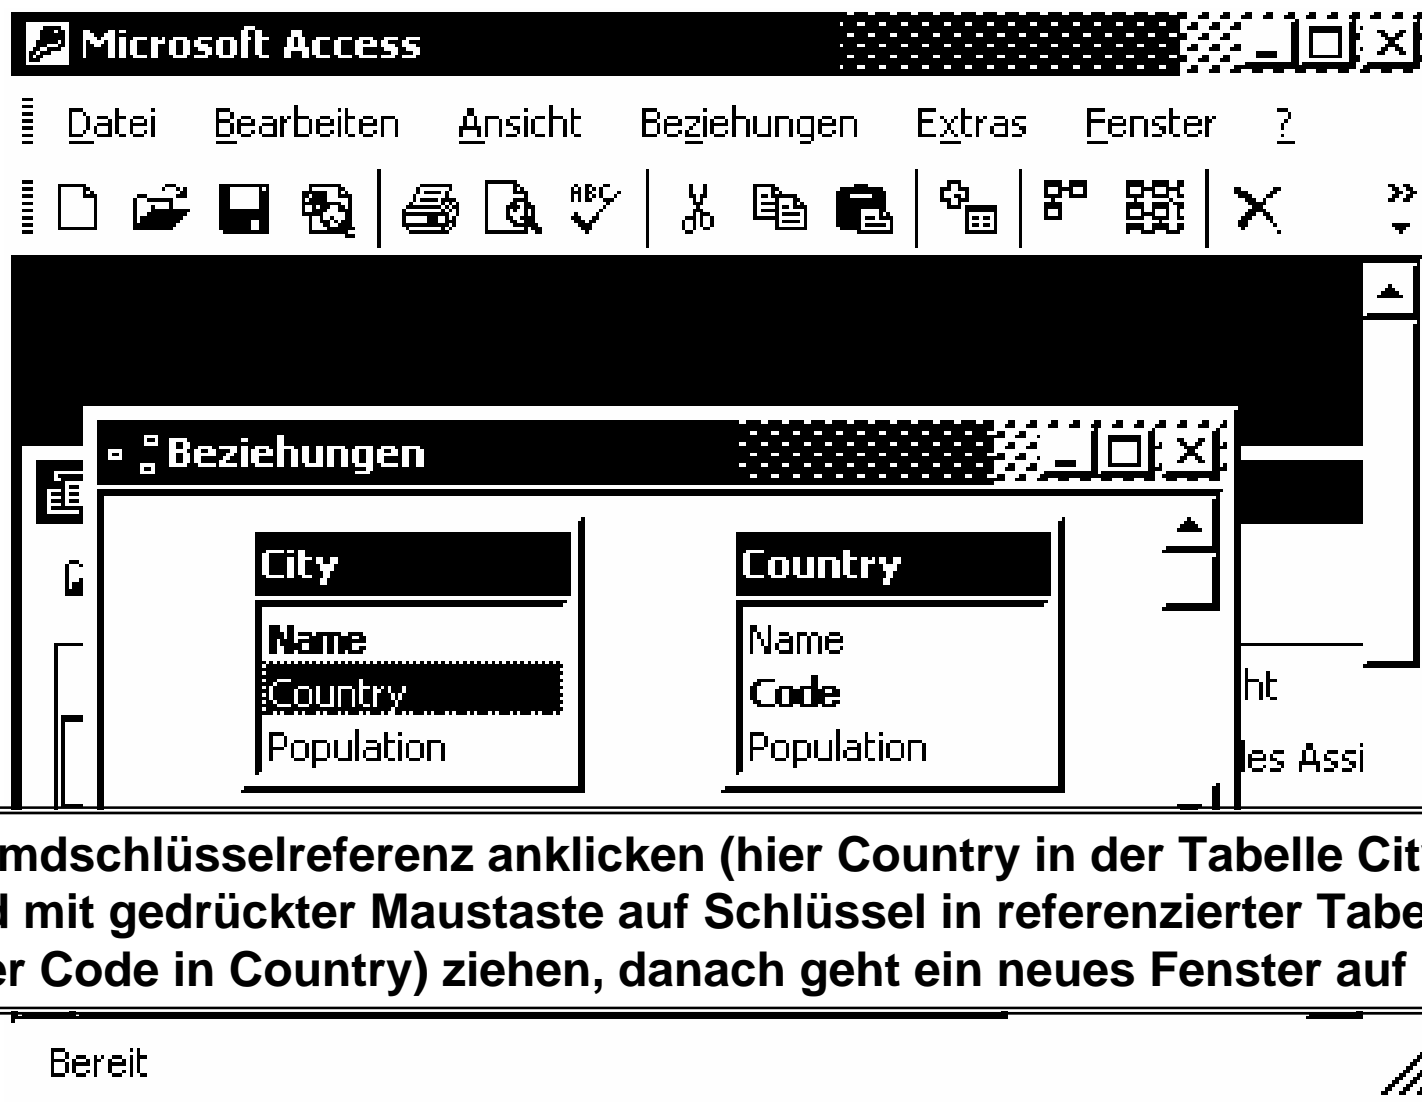 Microsoft Access
Datei Bearbeiten Ansicht Beziehungen Extras Fenster ?
ABC
Beziehungen
City Country
Name Name
Country Code
Population Population
ht
les Assi
mdschlüsselreferenz anklicken (hier Country in der Tabelle City
d mit gedrückter Maustaste auf Schlüssel in referenzierter Tabe
er Code in Country) ziehen, danach geht ein neues Fenster auf
Bereit